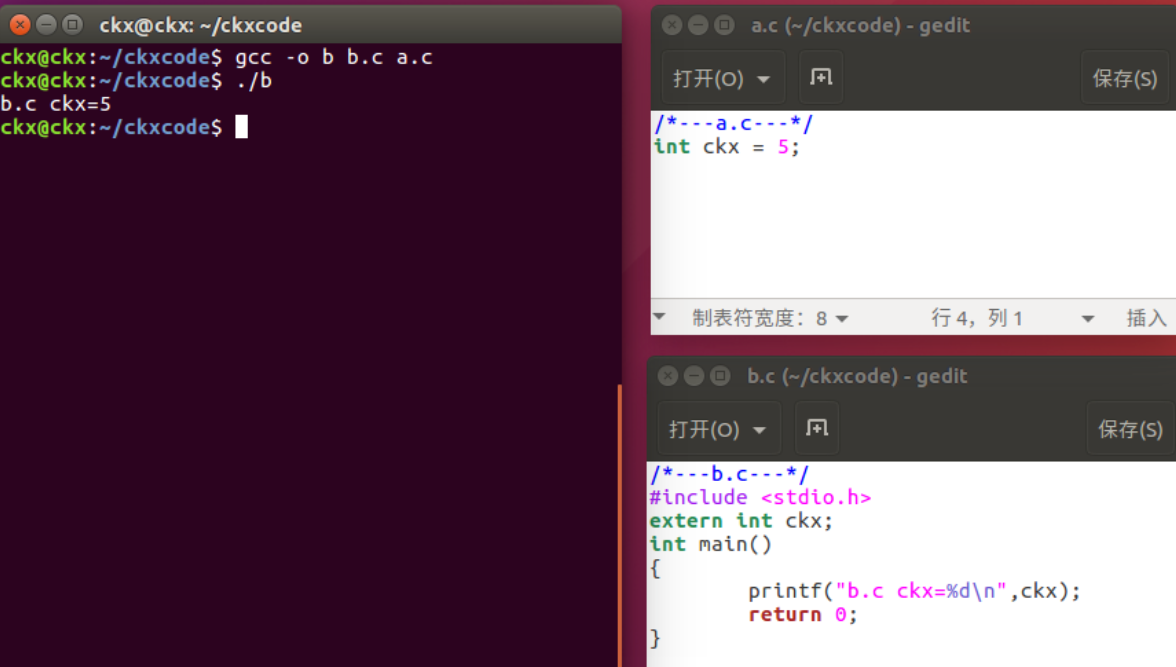 ckx@ckx: ~/ckxcode
ckx@ckx:~/ckxcode$ gcc -o b b.c a.c
ckx@ckx:~/ckxcode$ ./b
b.c ckx=5
ckx@ckx:~/ckxcode$
a.c (~/ckxcode) - gedit
打开(O)
保存(S)
/*---a.c---*/
int ckx = 5;
制表符宽度：8
行 4，列 1
插入
b.c (~/ckxcode) - gedit
打开(O)
保存(S)
/*---b.c---*/
#include <stdio.h>
extern int ckx;
int main()
{
        printf("b.c ckx=%d\n",ckx);
        return 0;
}